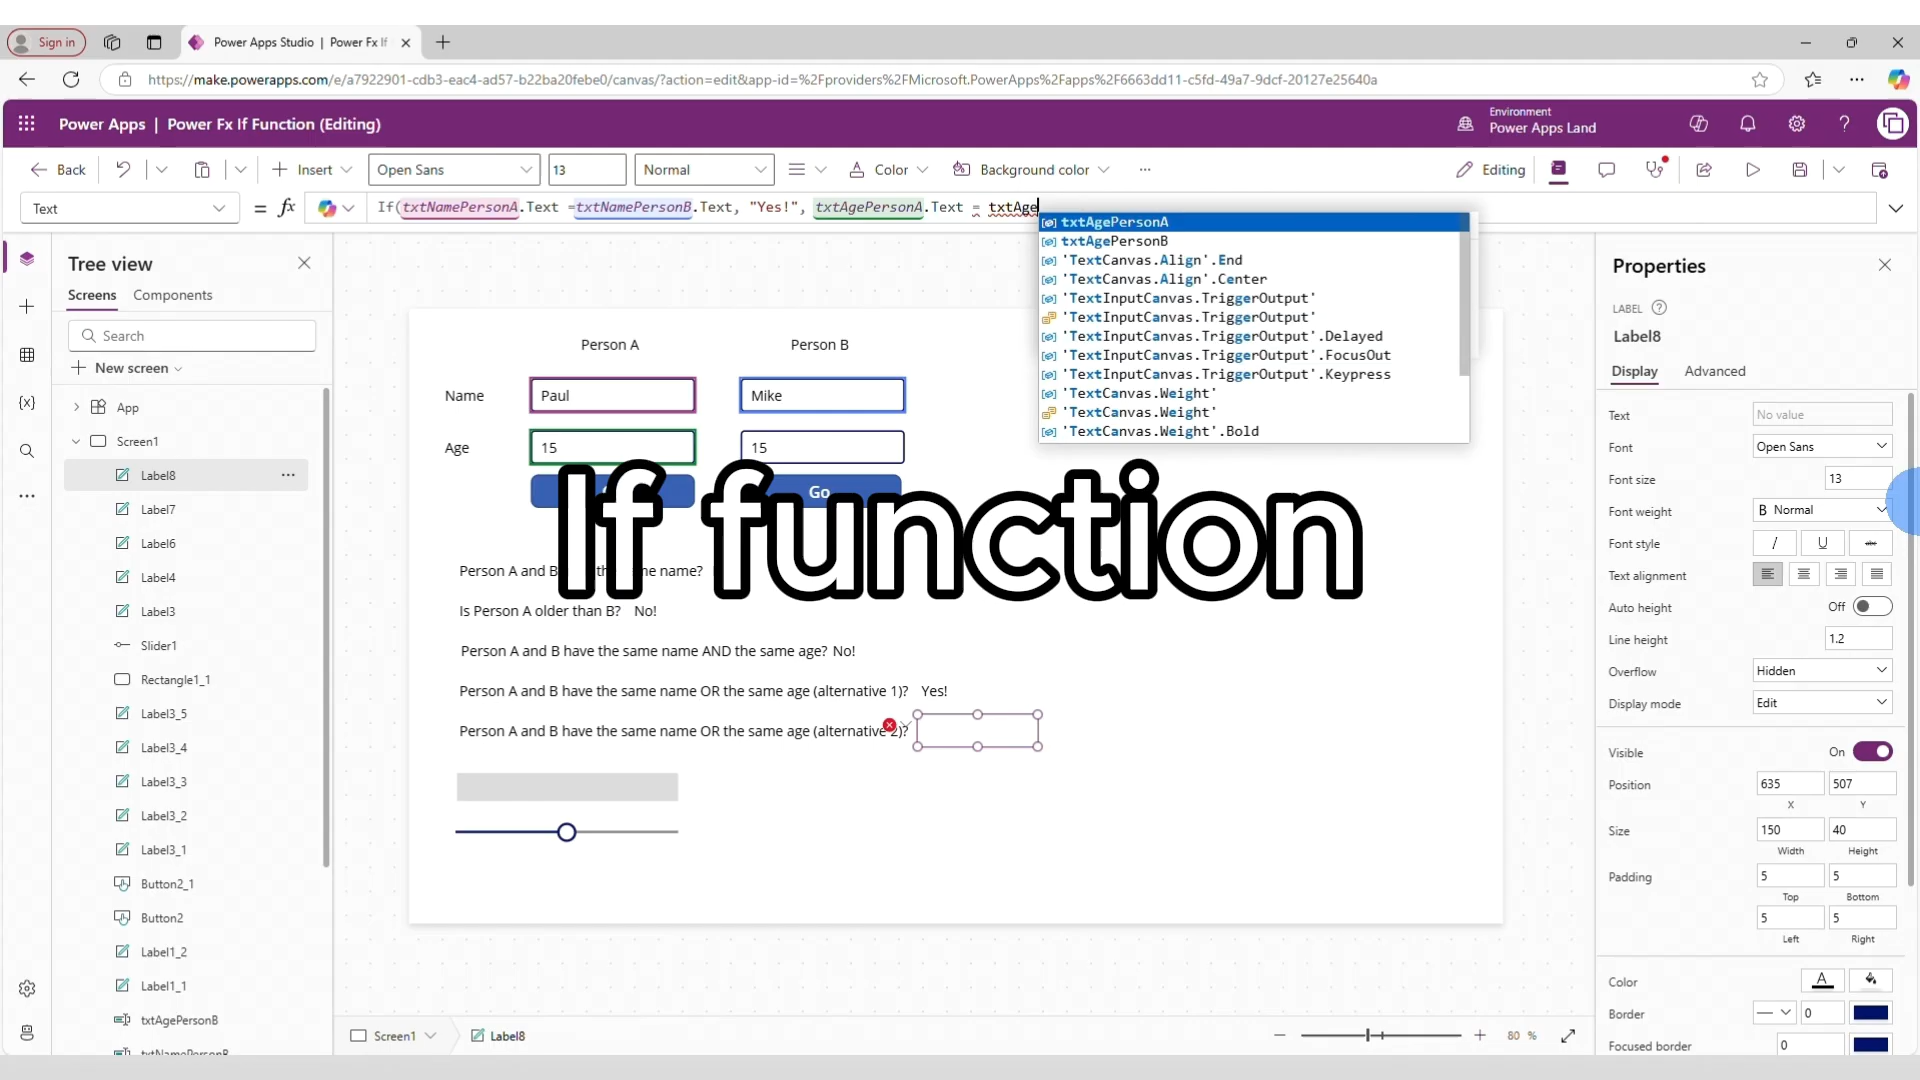 Sign in
Power Apps Studio | Power Fx If
https://make.powerapps.com/e/a7922901-cdb3-eac4-ad57-b22ba20febe0/canvas/?action=edit&app-id=%2Fproviders%2FMicrosoft.PowerApps%2Fapps%2F6663dd11-c5fd-49a7-9dcf-20127e25640a
Power Apps | Power Fx If Function (Editing)
Environment
Power Apps Land
Back
Insert
Open Sans
13
Normal
Color
Background color
Editing
Text
= fx
If(txtNamePersonA.Text =txtNamePersonB.Text, "Yes!", txtAgePersonA.Text = txtAge
txtAgePersonA
txtAgePersonB
'TextCanvas.Align'.End
'TextCanvas.Align'.Center
'TextInputCanvas.TriggerOutput'
'TextInputCanvas.TriggerOutput'
'TextInputCanvas.TriggerOutput'.Delayed
'TextInputCanvas.TriggerOutput'.FocusOut
'TextInputCanvas.TriggerOutput'.Keypress
'TextCanvas.Weight'
'TextCanvas.Weight'
'TextCanvas.Weight'.Bold
Tree view
Screens Components
Search
New screen
App
Screen1
Label8
Label7
Label6
Label4
Label3
Slider1
Rectangle1_1
Label3_5
Label3_4
Label3_3
Label3_2
Label3_1
Button2_1
Button2
Label1_2
Label1_1
txtAgePersonB
txtNamePersonB
Person A Person B
Name Paul Mike
Age 15 15
Go
If function
Person A and B me name?
Is Person A older than B? No!
Person A and B have the same name AND the same age? No!
Person A and B have the same name OR the same age (alternative 1)? Yes!
Person A and B have the same name OR the same age (alternative 2)?
Screen1 Label8
80 %
Properties
LABEL
Label8
Display Advanced
Text No value
Font Open Sans
Font size 13
Font weight B Normal
Font style / U abc
Text alignment
Auto height Off
Line height 1.2
Overflow Hidden
Display mode Edit
Visible On
Position 635 507
X Y
Size 150 40
Width Height
Padding 5 5
Top Bottom
5 5
Left Right
Color A
Border 0
Focused border 0